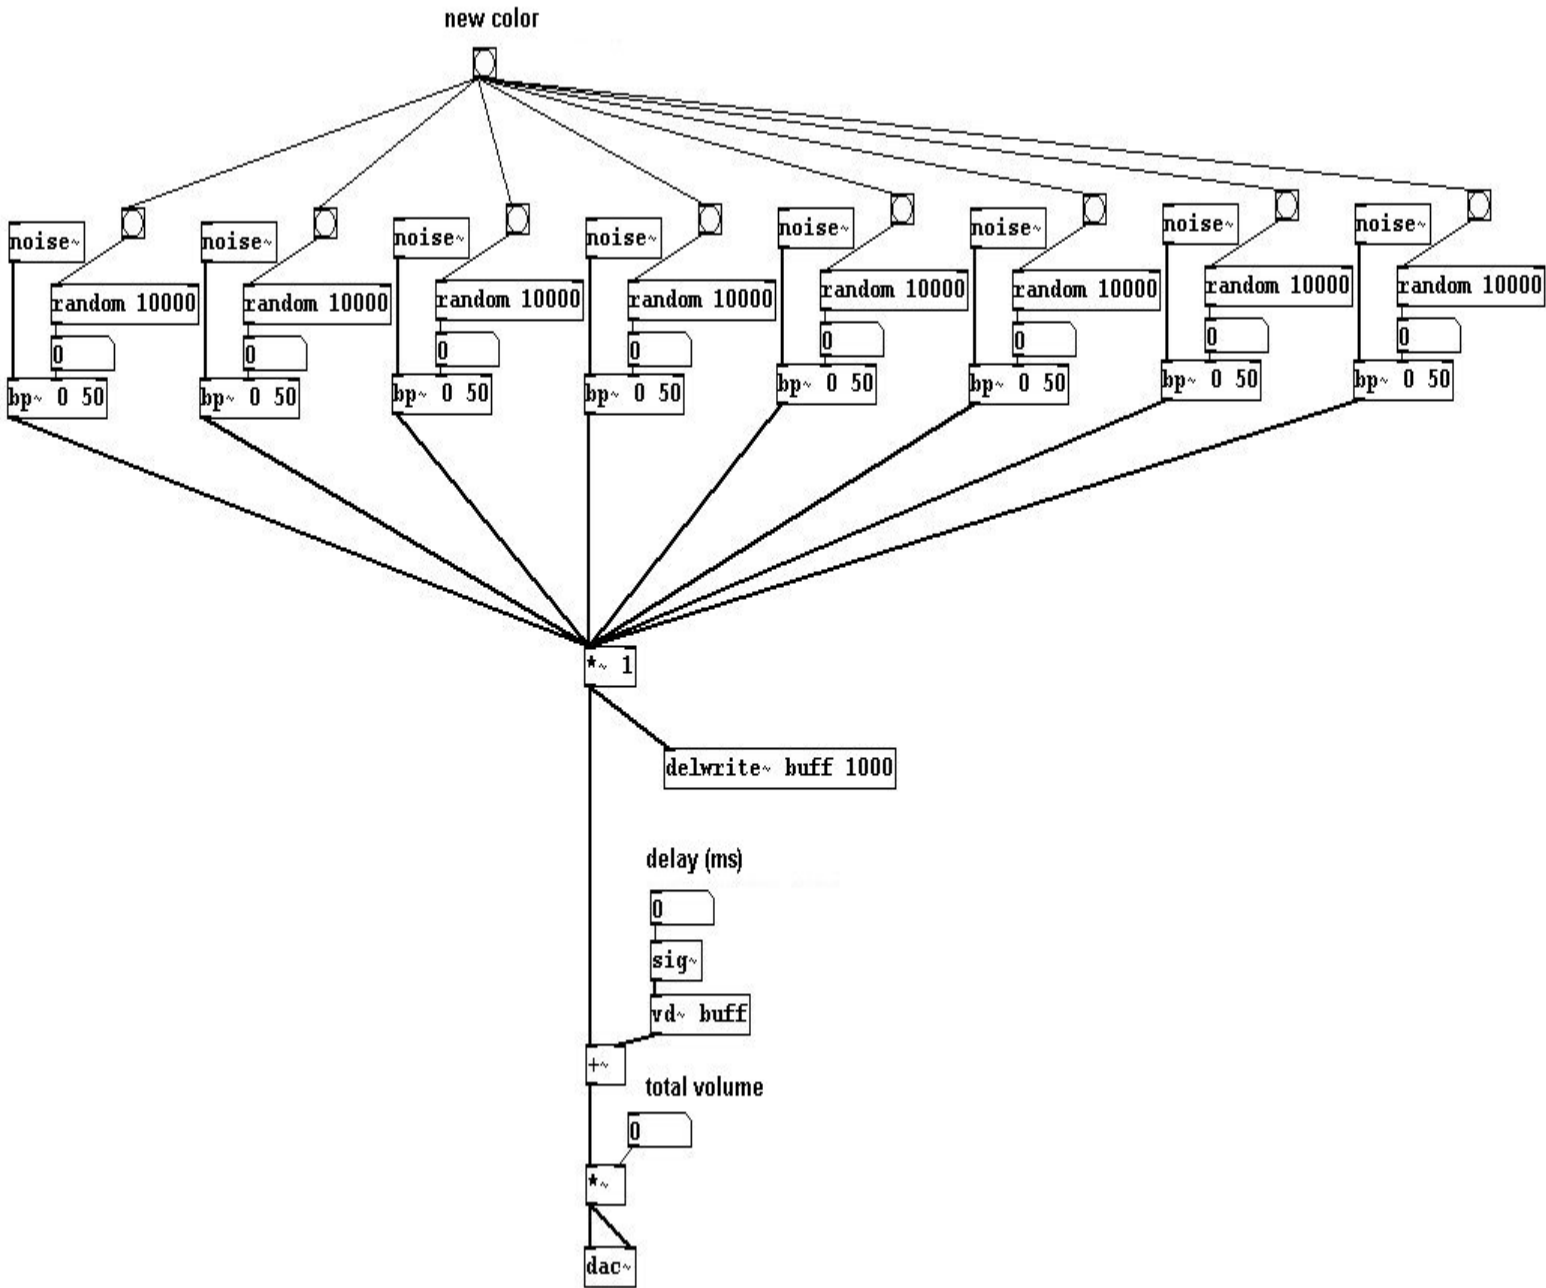 new color
noise~ noise~ noise~ noise~ noise~ noise~ noise~ noise~
random 10000 random 10000 random 10000 random 10000 random 10000 random 10000 random 10000 random 10000
0 0 0 0 0 0 0 0
bp~ 0 50 bp~ 0 50 bp~ 0 50 bp~ 0 50 bp~ 0 50 bp~ 0 50 bp~ 0 50 bp~ 0 50
*~ 1
delwrite~ buff 1000
delay (ms)
0
sig~
vd~ buff
+~
total volume
0
*~
dac~